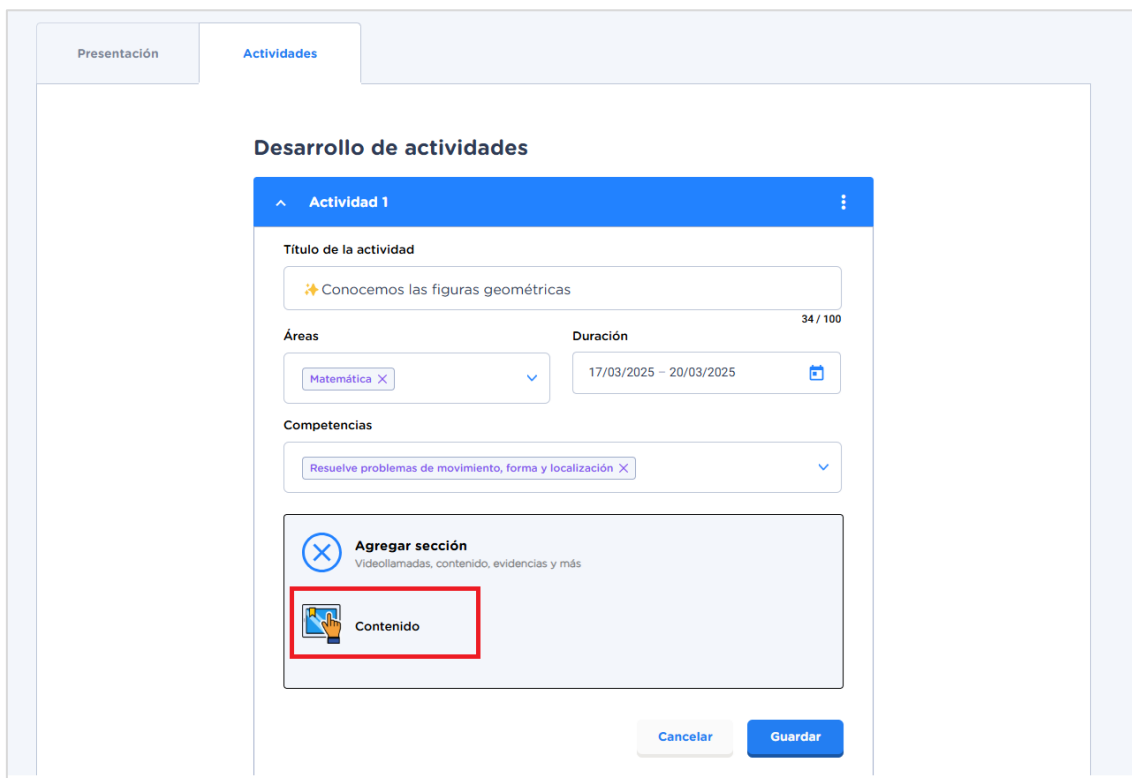 Presentación
Actividades
Desarrollo de actividades
Actividad 1
Título de la actividad
✨Conocemos las figuras geométricas
34 / 100
Áreas
Duración
Matemática
17/03/2025 – 20/03/2025
Competencias
Resuelve problemas de movimiento, forma y localización
Agregar sección
Videollamadas, contenido, evidencias y más
Contenido
Cancelar
Guardar